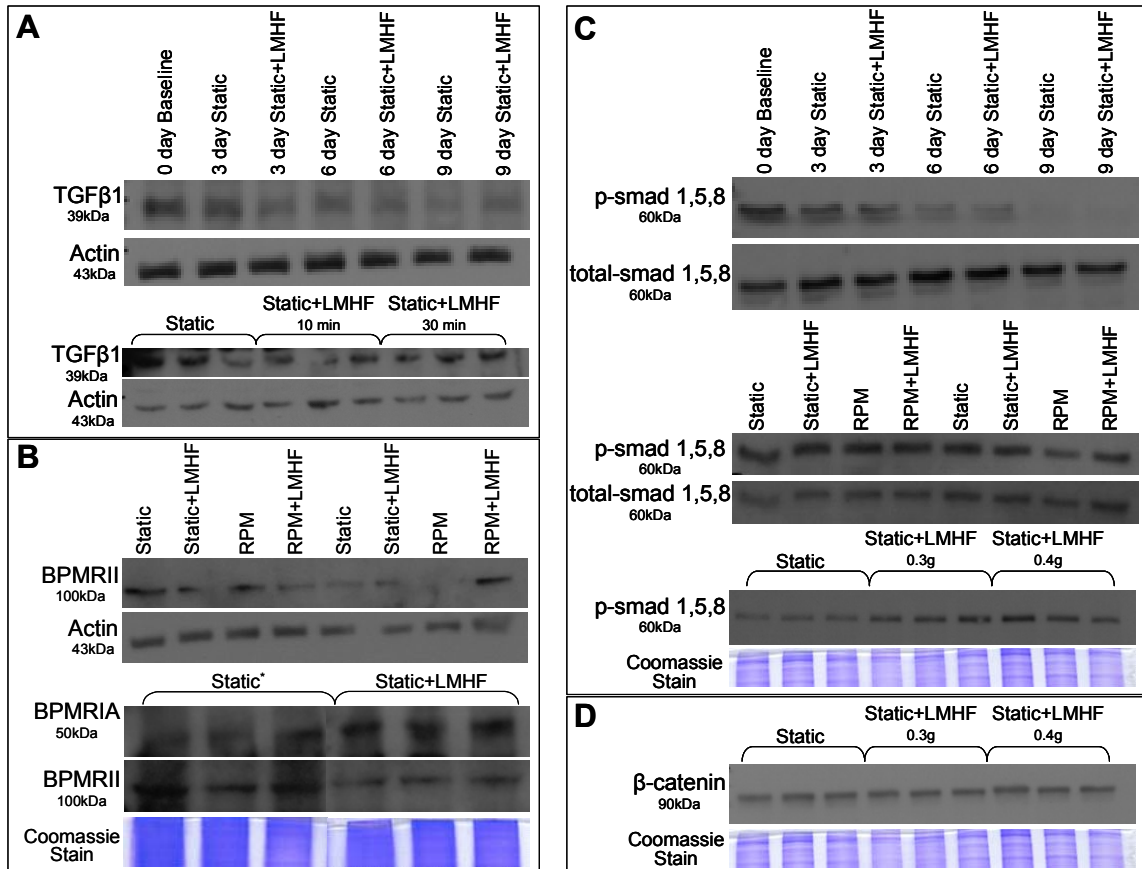 A
0 day Baseline
3 day Static
3 day Static+LMHF
6 day Static
6 day Static+LMHF
9 day Static
9 day Static+LMHF
TGFβ1
39kDa
Actin
43kDa
Static
Static+LMHF
10 min
Static+LMHF
30 min
TGFβ1
39kDa
Actin
43kDa
B
Static
Static+LMHF
RPM
RPM+LMHF
Static
Static+LMHF
RPM
RPM+LMHF
BPMRII
100kDa
Actin
43kDa
Static*
Static+LMHF
BPMRIA
50kDa
BPMRII
100kDa
Coomassie
Stain
C
0 day Baseline
3 day Static
3 day Static+LMHF
6 day Static
6 day Static+LMHF
9 day Static
9 day Static+LMHF
p-smad 1,5,8
60kDa
total-smad 1,5,8
60kDa
Static
Static+LMHF
RPM
RPM+LMHF
Static
Static+LMHF
RPM
RPM+LMHF
p-smad 1,5,8
60kDa
total-smad 1,5,8
60kDa
Static
Static+LMHF
0.3g
Static+LMHF
0.4g
p-smad 1,5,8
60kDa
Coomassie
Stain
D
Static
Static+LMHF
0.3g
Static+LMHF
0.4g
β-catenin
90kDa
Coomassie
Stain